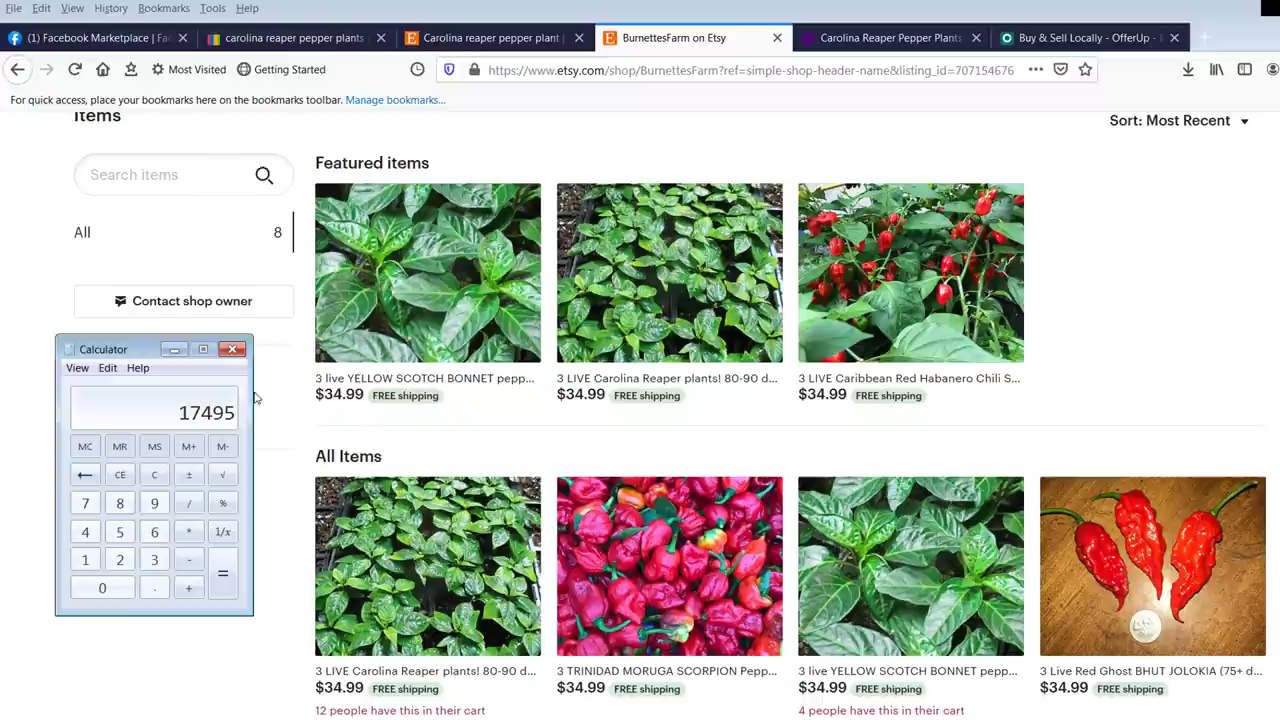 File Edit View History Bookmarks Tools Help
(1) Facebook Marketplace | Fac
carolina reaper pepper plants
Carolina reaper pepper plant |
BurnettesFarm on Etsy
Carolina Reaper Pepper Plants
Buy & Sell Locally - OfferUp -
Most Visited Getting Started
https://www.etsy.com/shop/BurnettesFarm?ref=simple-shop-header-name&listing_id=707154676
For quick access, place your bookmarks here on the bookmarks toolbar. Manage bookmarks...
Items
Sort: Most Recent
Search items
All 8
Contact shop owner
Featured items
3 live YELLOW SCOTCH BONNET pepp...
$34.99 FREE shipping
3 LIVE Carolina Reaper plants! 80-90 d...
$34.99 FREE shipping
3 LIVE Caribbean Red Habanero Chili S...
$34.99 FREE shipping
Calculator
View Edit Help
17495
MC MR MS M+ M-
← CE C ± √
7 8 9 / %
4 5 6 * 1/x
1 2 3 - =
0 . +
All Items
3 LIVE Carolina Reaper plants! 80-90 d...
$34.99 FREE shipping
12 people have this in their cart
3 TRINIDAD MORUGA SCORPION Pepp...
$34.99 FREE shipping
3 live YELLOW SCOTCH BONNET pepp...
$34.99 FREE shipping
4 people have this in their cart
3 Live Red Ghost BHUT JOLOKIA (75+ d...
$34.99 FREE shipping